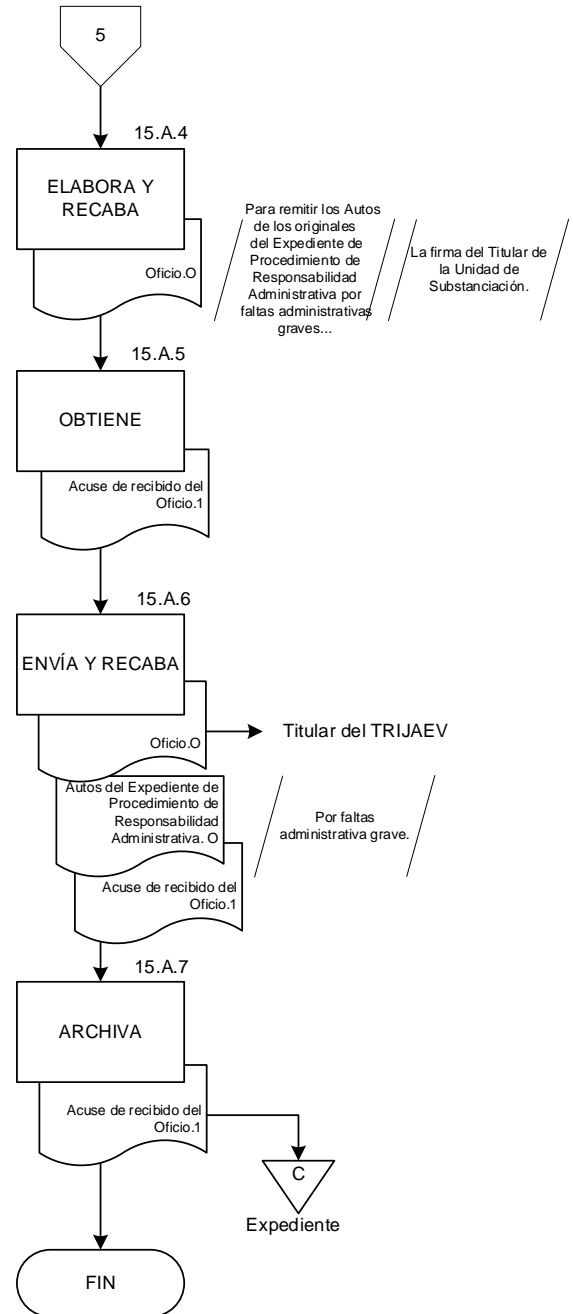 5
15.A.4
ELABORA Y
RECABA
Oficio.O
Para remitir los Autos
de los originales
del Expediente de
Procedimiento de
Responsabilidad
Administrativa por
faltas administrativas
graves...
La firma del Titular de
la Unidad de
Substanciación.
15.A.5
OBTIENE
Acuse de recibido del
Oficio.1
15.A.6
ENVÍA Y RECABA
Oficio.O
Titular del TRIJAEV
Autos del Expediente de
Procedimiento de
Responsabilidad
Administrativa. O
Por faltas
administrativa grave.
Acuse de recibido del
Oficio.1
15.A.7
ARCHIVA
Acuse de recibido del
Oficio.1
C
Expediente
FIN